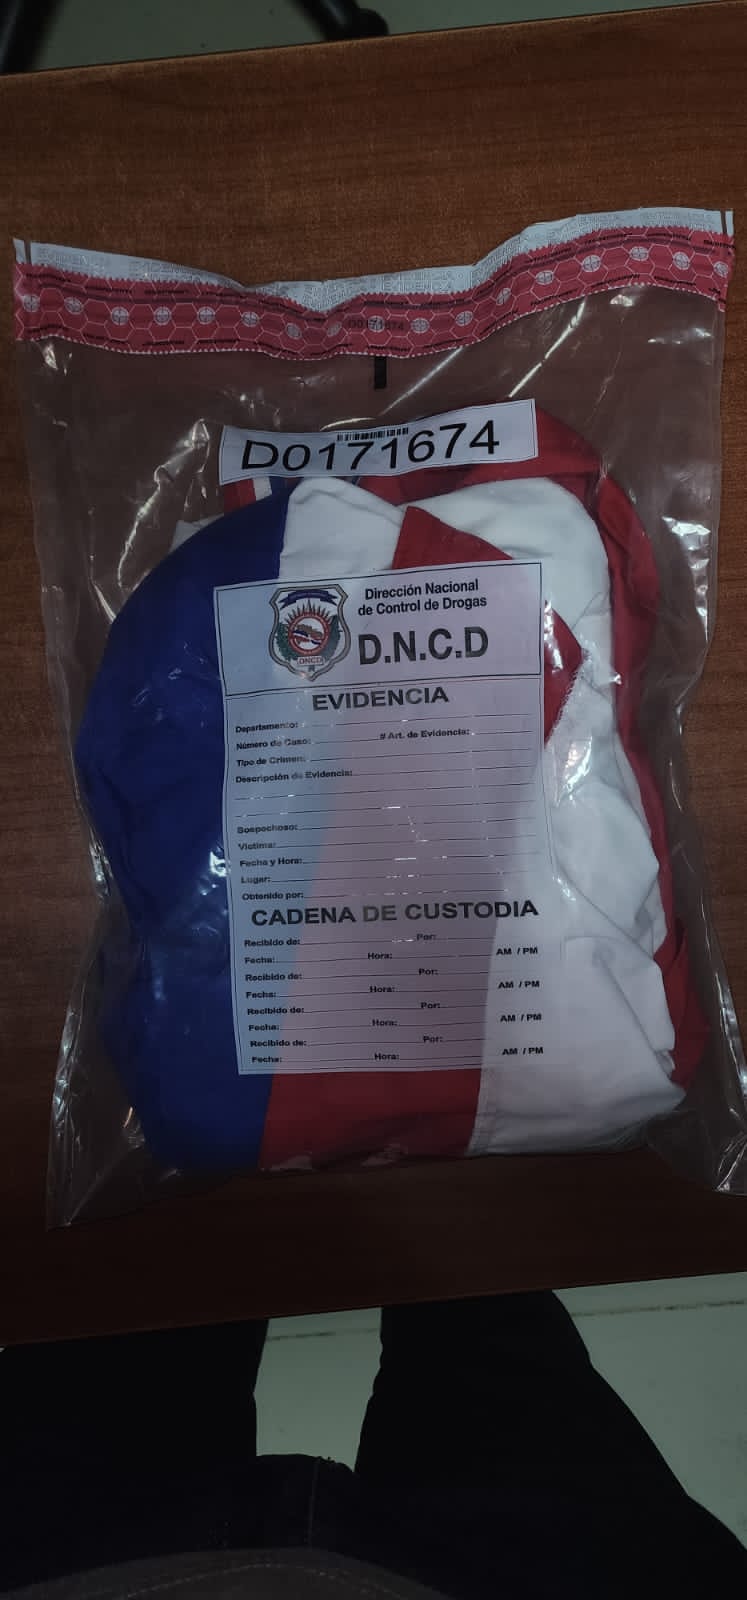 EVIDENCIA
D0171674
D0171674
Dirección Nacional
de Control de Drogas
DNCD
D.N.C.D
EVIDENCIA
Departamento:
Número de Caso: # Art. de Evidencia:
Tipo de Crimen:
Descripción de Evidencia:
Sospechoso:
Victima:
Fecha y Hora:
Lugar:
Obtenido por:
CADENA DE CUSTODIA
Recibido de: Por:
Fecha: Hora: AM / PM
Recibido de: Por:
Fecha: Hora: AM / PM
Recibido de: Por:
Fecha: Hora: AM / PM
Recibido de: Por:
Fecha: Hora: AM / PM